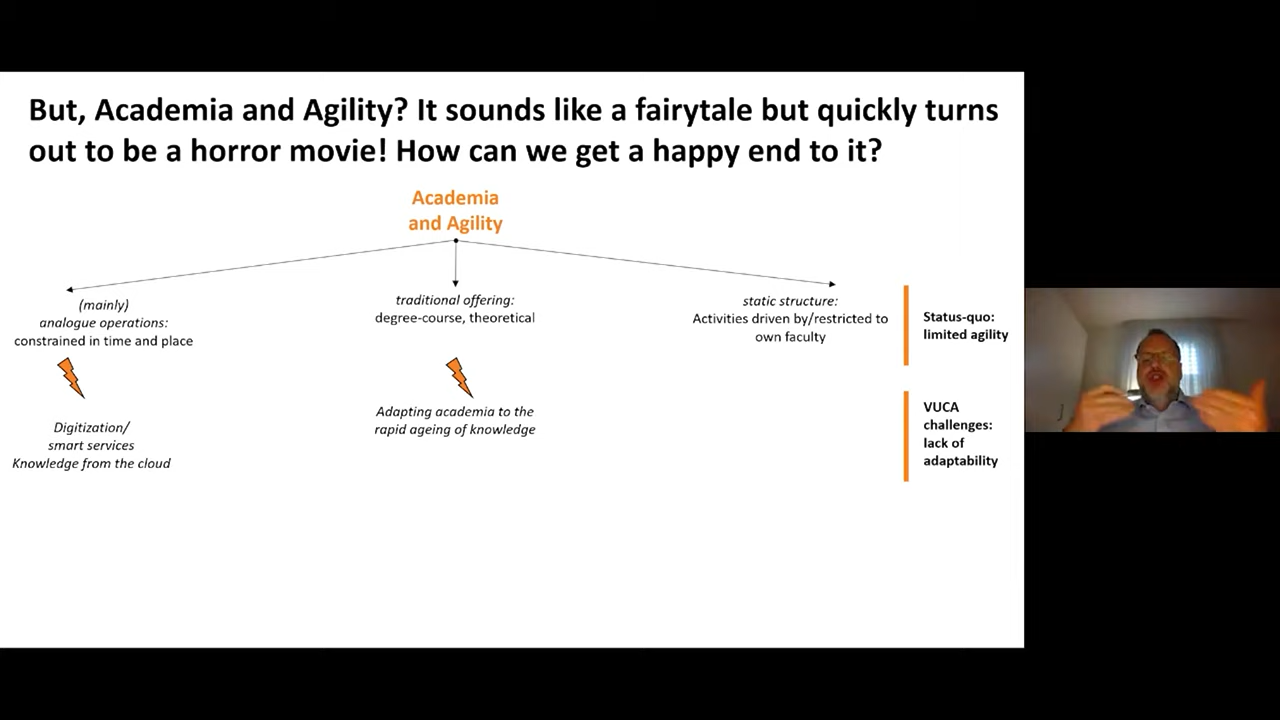 But, Academia and Agility? It sounds like a fairytale but quickly turns
out to be a horror movie! How can we get a happy end to it?
Academia
and Agility
(mainly)
analogue operations:
constrained in time and place
traditional offering:
degree-course, theoretical
static structure:
Activities driven by/restricted to
own faculty
Status-quo:
limited agility
Digitization/
smart services
Knowledge from the cloud
Adapting academia to the
rapid ageing of knowledge
VUCA
challenges:
lack of
adaptability